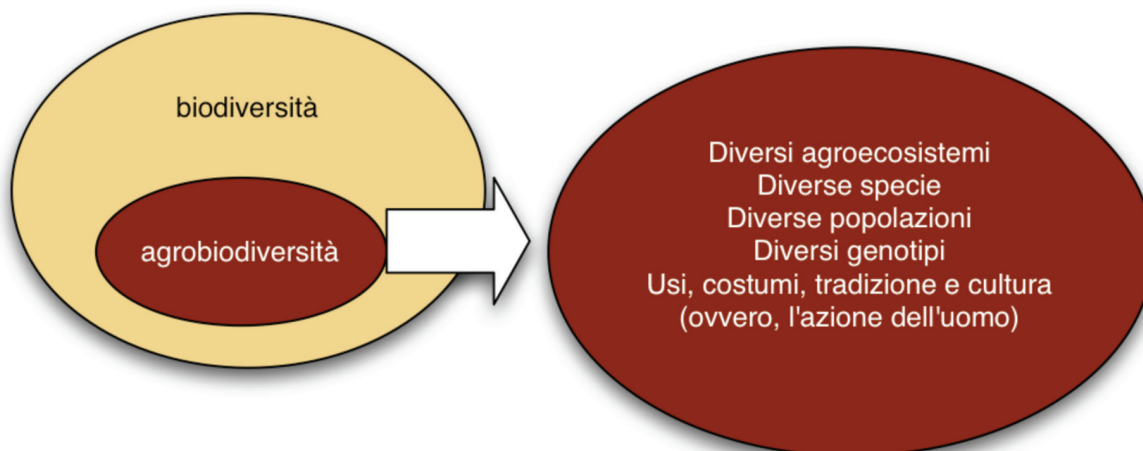 biodiversità
agrobiodiversità
Diversi agroecosistemi
Diverse specie
Diverse popolazioni
Diversi genotipi
Usi, costumi, tradizione e cultura
(ovvero, l'azione dell'uomo)